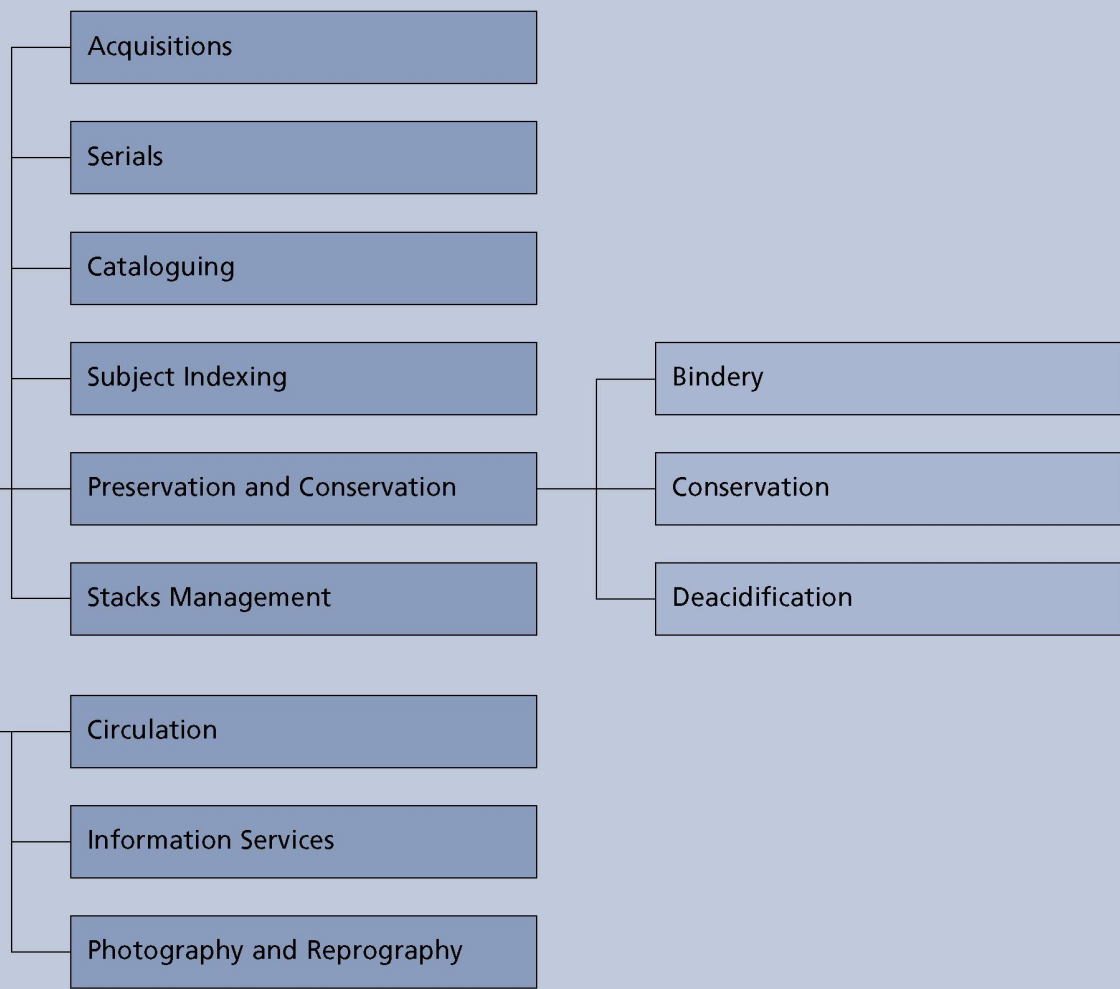 Acquisitions
Serials
Cataloguing
Subject Indexing
Preservation and Conservation
Stacks Management
Bindery
Conservation
Deacidification
Circulation
Information Services
Photography and Reprography